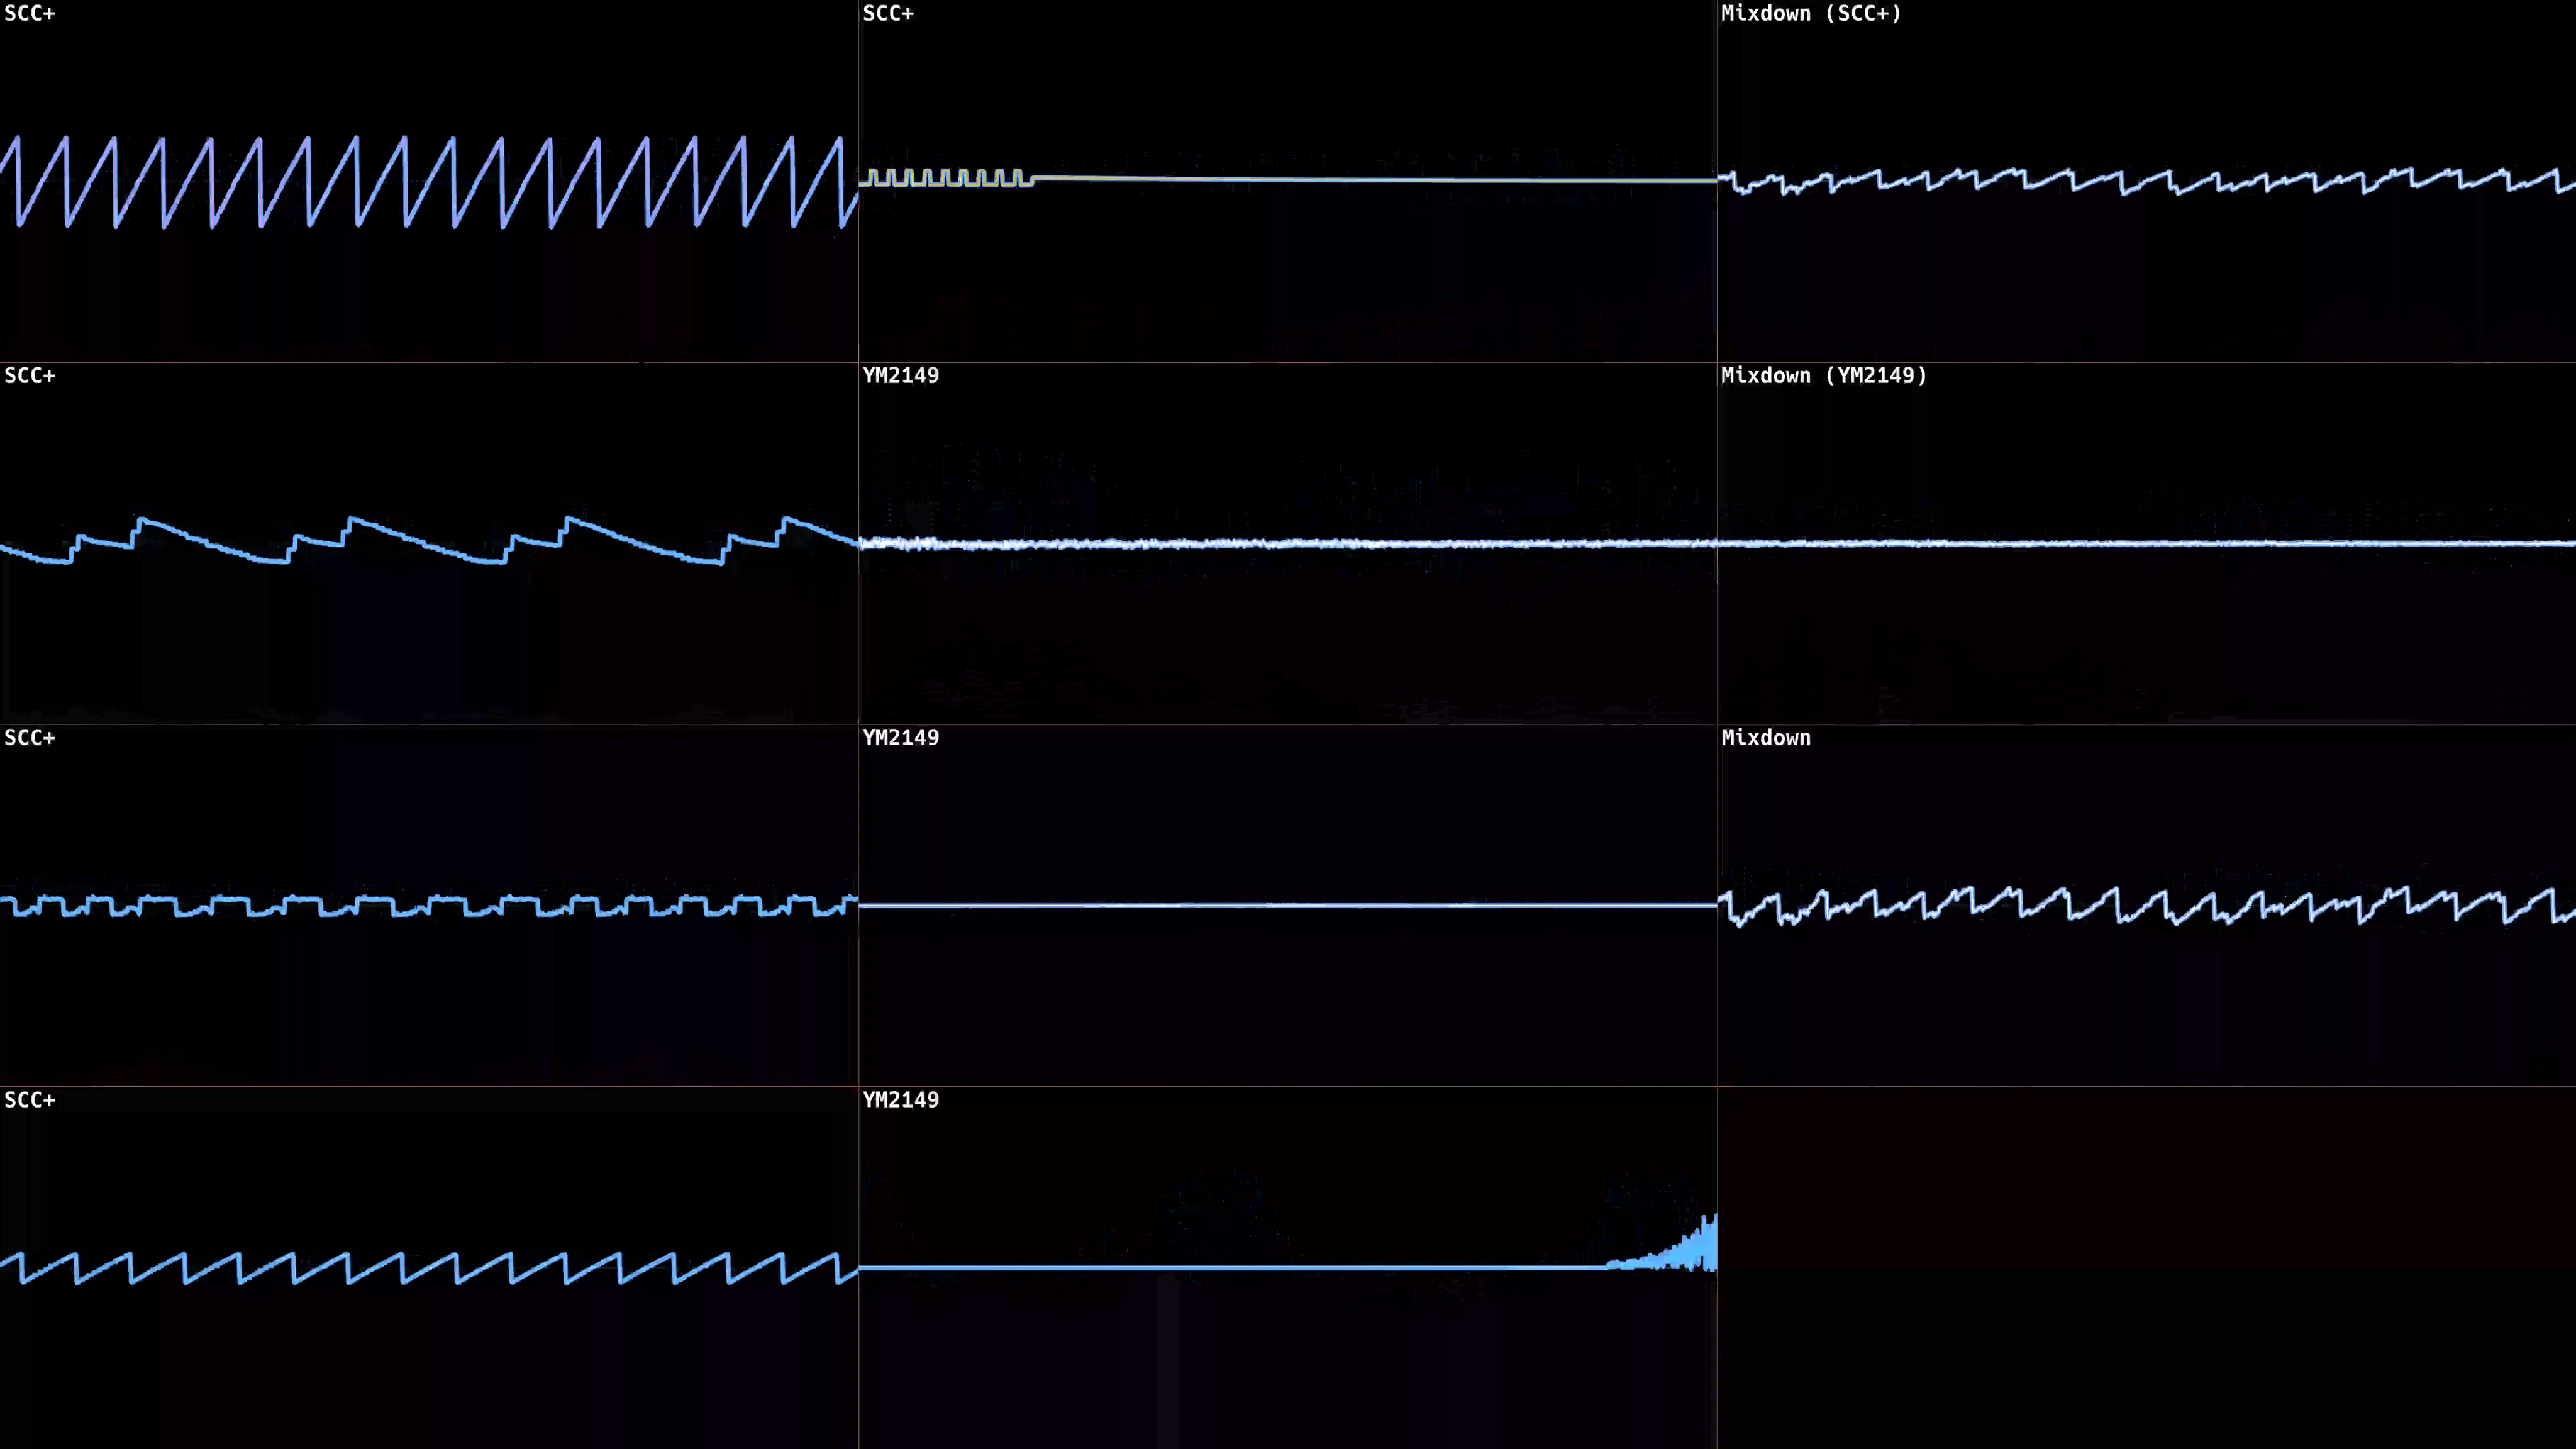 SCC+
SCC+
Mixdown (SCC+)
SCC+
YM2149
Mixdown (YM2149)
SCC+
YM2149
Mixdown
SCC+
YM2149